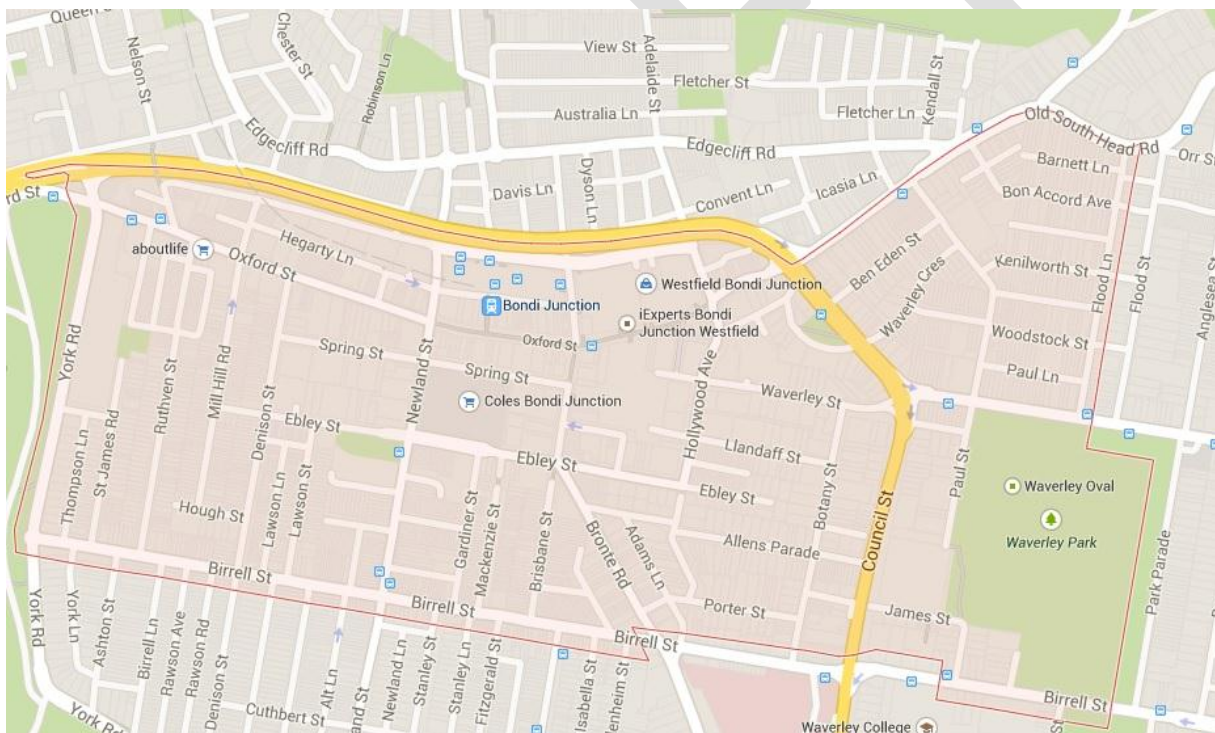 Queen S
Nelson St
Chester St
Robinson Ln
View St
Adelaide St
Fletcher St
Australia Ln
Fletcher Ln
Kendall St
Edgecliff Rd
Edgecliff Rd
Old South Head Rd
Orr St
Barnett Ln
Bon Accord Ave
Davis Ln
Dyson Ln
Convent Ln
Icasia Ln
rd St
aboutlife
Oxford St
Hegarty Ln
Ben Eden St
Waverley Cres
Kenilworth St
Flood Ln
Flood St
Anglesea
Westfield Bondi Junction
Bondi Junction
iExperts Bondi
Junction Westfield
Oxford St
Woodstock St
Paul Ln
York Rd
Ruthven St
Mill Hill Rd
Denison St
Spring St
Spring St
Newland St
Hollywood Ave
Waverley St
Coles Bondi Junction
Ebley St
Ebley St
Ebley St
Llandaff St
Botany St
Paul St
Waverley Oval
Waverley Park
Thompson Ln
St James Rd
Hough St
Lawson Ln
Lawson St
Gardiner St
Mackenzie St
Brisbane St
Bronte Rd
Adams Ln
Allens Parade
Council St
Park Parade
Birrell St
Birrell St
Birrell St
Birrell St
Porter St
James St
York Rd
York Ln
Ashton St
Birrell Ln
Rawson Ave
Rawson Rd
Denison St
Alt Ln
and St
Newland Ln
Stanley St
Stanley Ln
Fitzgerald St
Isabella St
lenheim St
Cuthbert St
York Rd
Waverley College